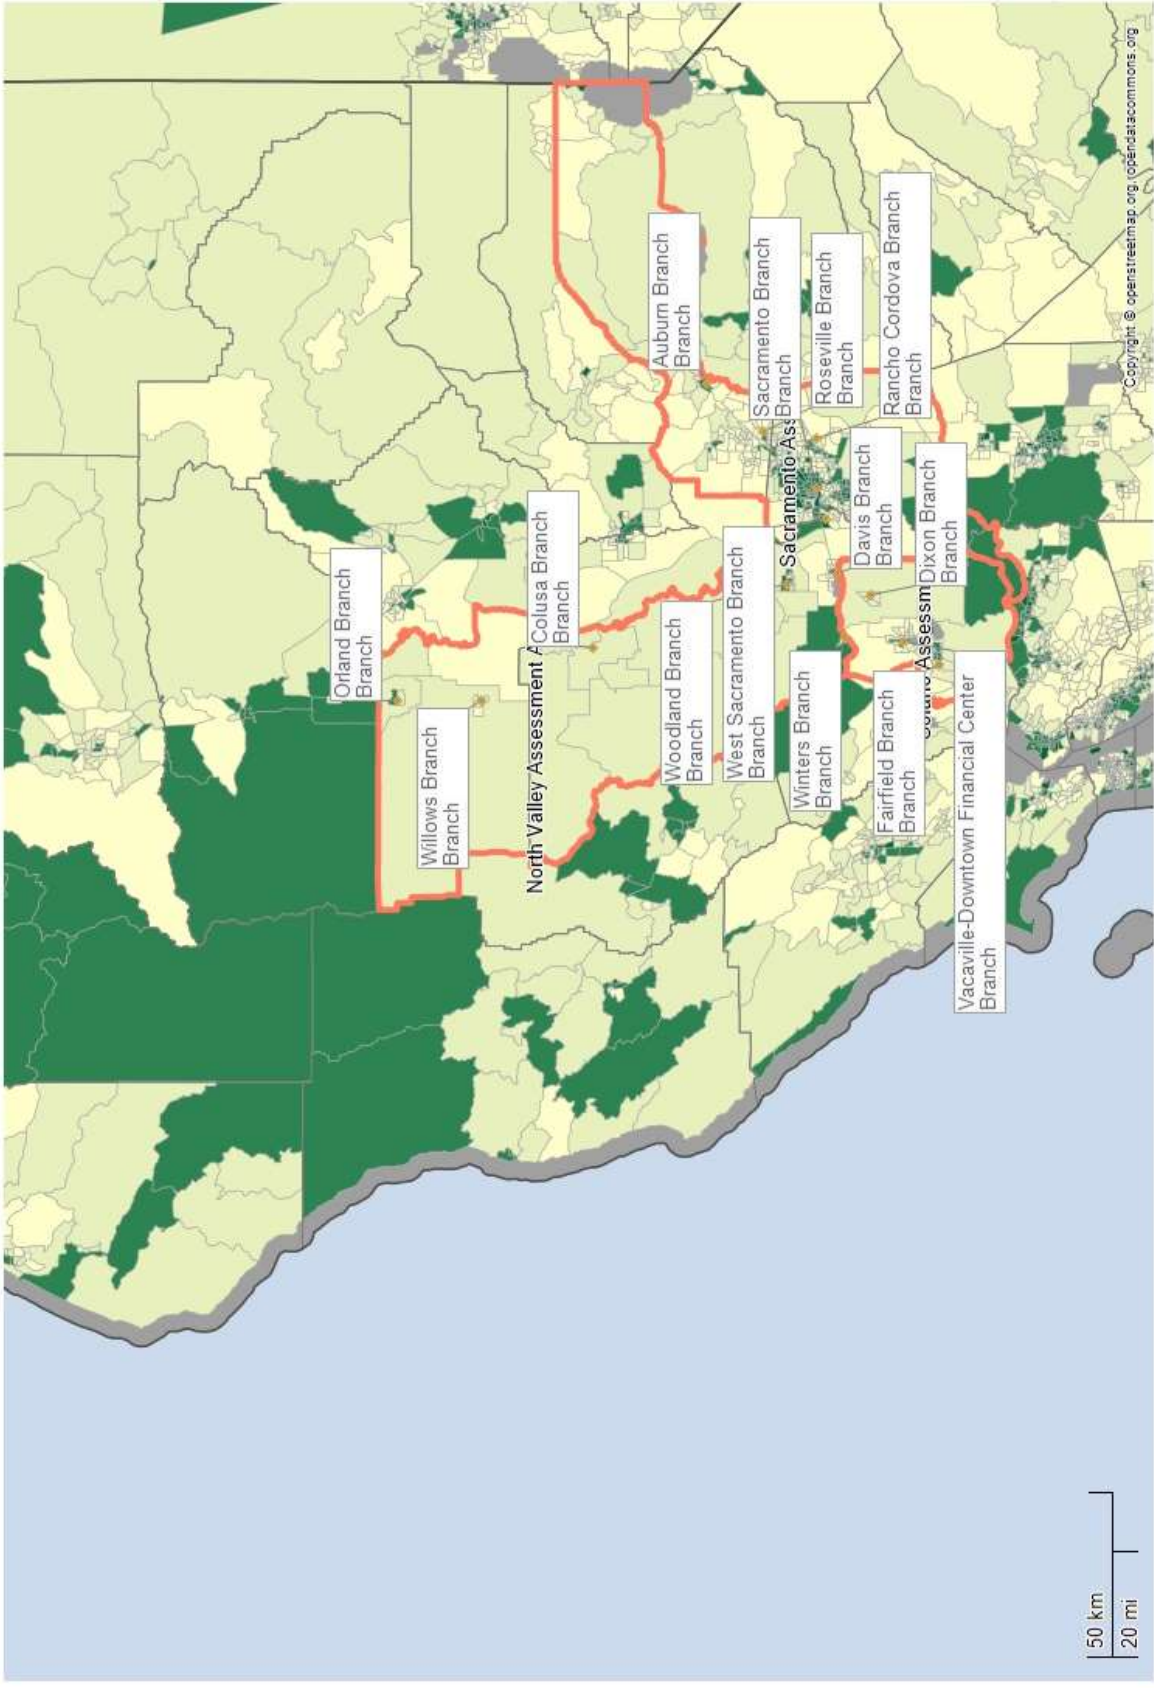 Orland Branch
Branch
Willows Branch
Branch
Colusa Branch
Branch
North Valley Assessment A
Auburn Branch
Branch
Woodland Branch
Branch
West Sacramento Branch
Branch
Sacramento Branch
Branch
Sacramento Ass
Roseville Branch
Branch
Winters Branch
Branch
Davis Branch
Branch
Rancho Cordova Branch
Branch
Fairfield Branch
Branch
Dixon Branch
Branch
Assessm
Vacaville-Downtown Financial Center
Branch
50 km
20 mi
Copyright © openstreetmap.org, opendatacommons.org